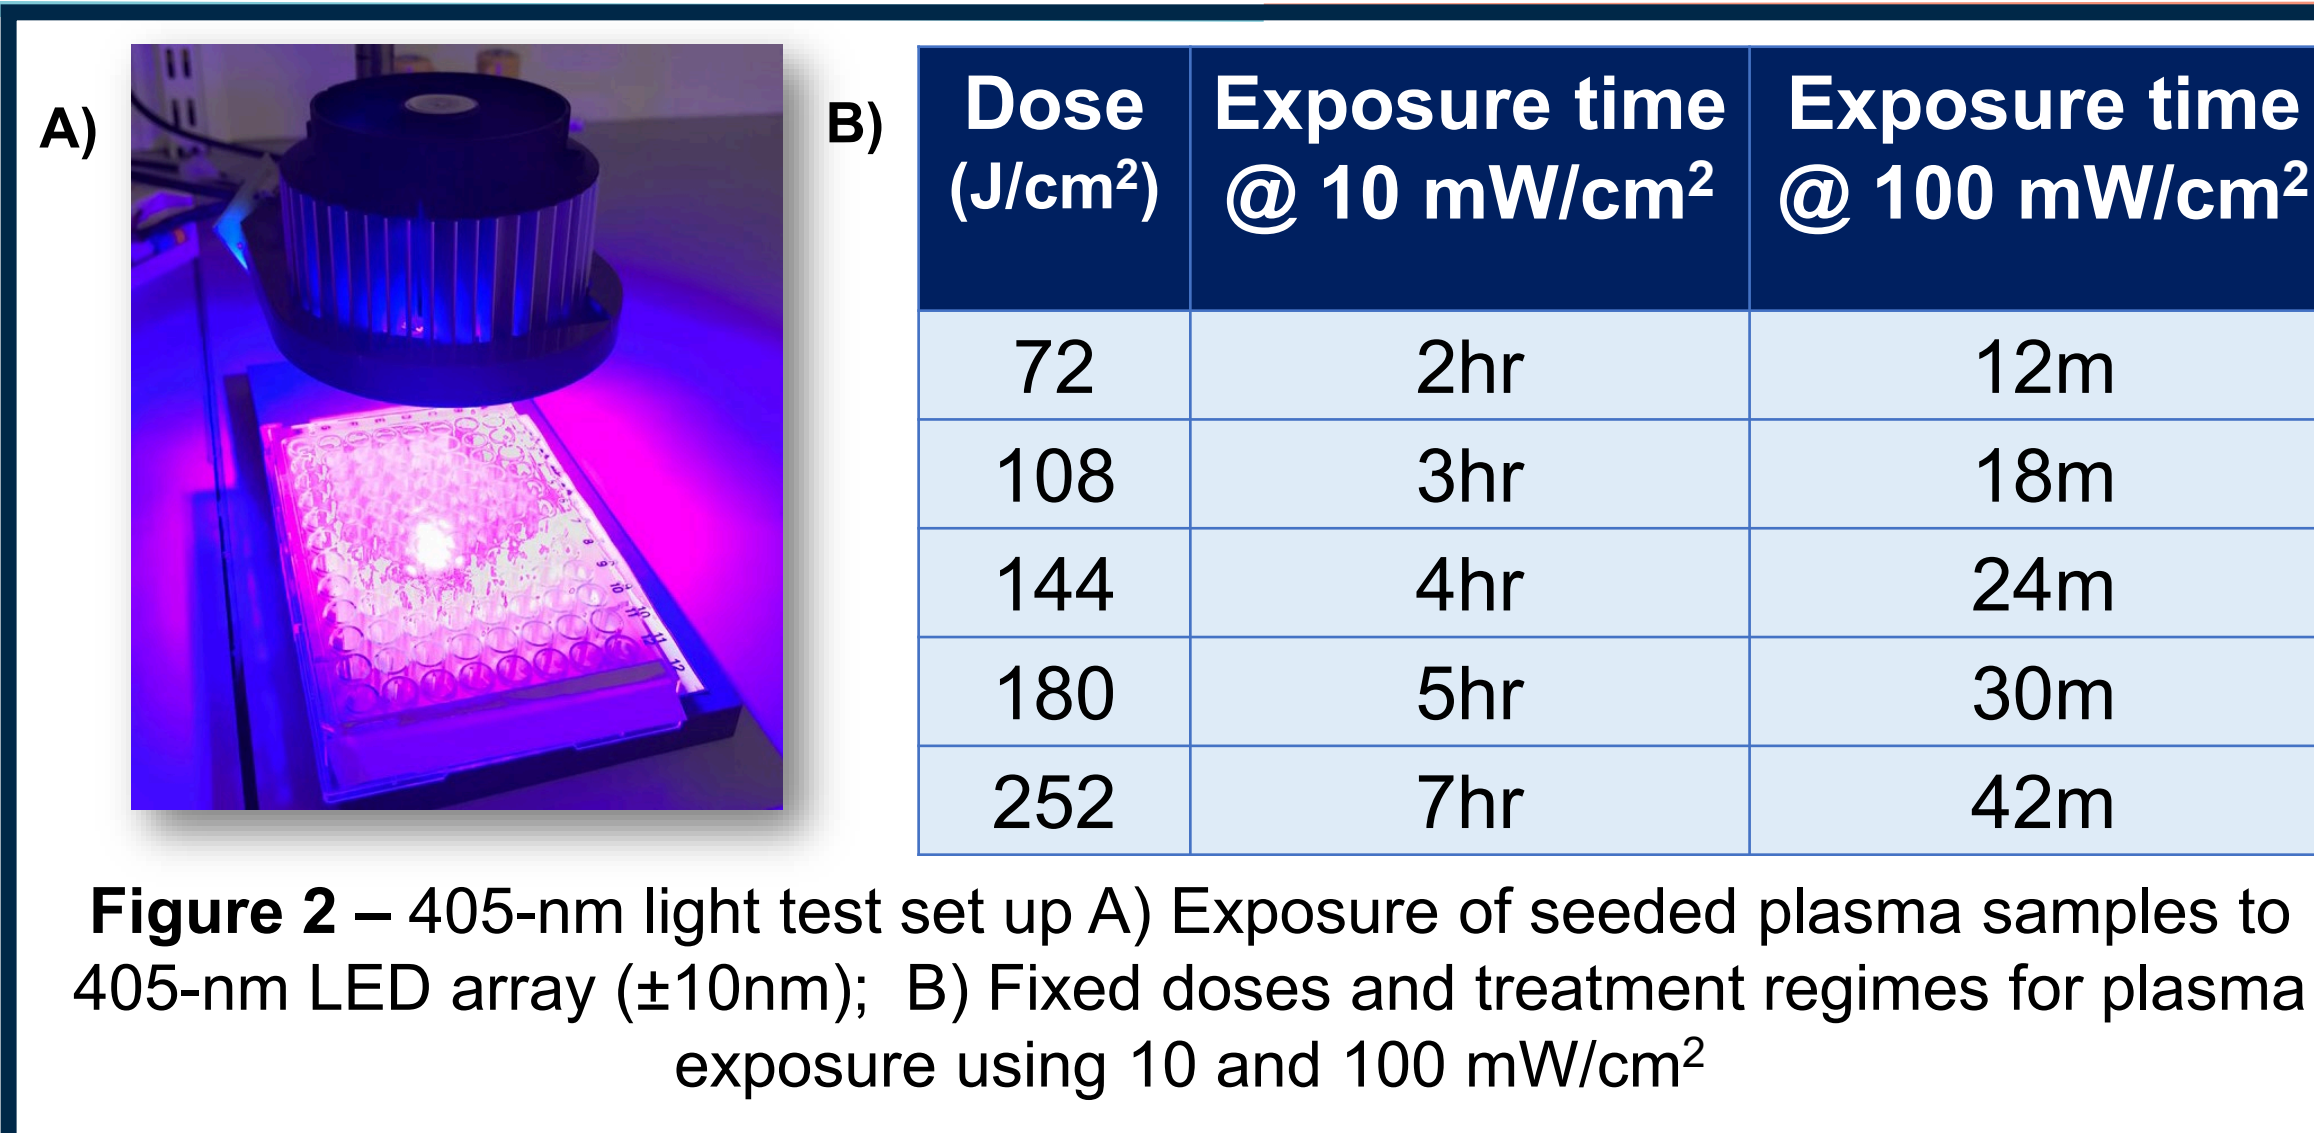 A)
B)
Dose (J/cm²)
Exposure time @ 10 mW/cm²
Exposure time @ 100 mW/cm²
72 2hr 12m
108 3hr 18m
144 4hr 24m
180 5hr 30m
252 7hr 42m
Figure 2 – 405-nm light test set up A) Exposure of seeded plasma samples to
405-nm LED array (±10nm); B) Fixed doses and treatment regimes for plasma
exposure using 10 and 100 mW/cm²